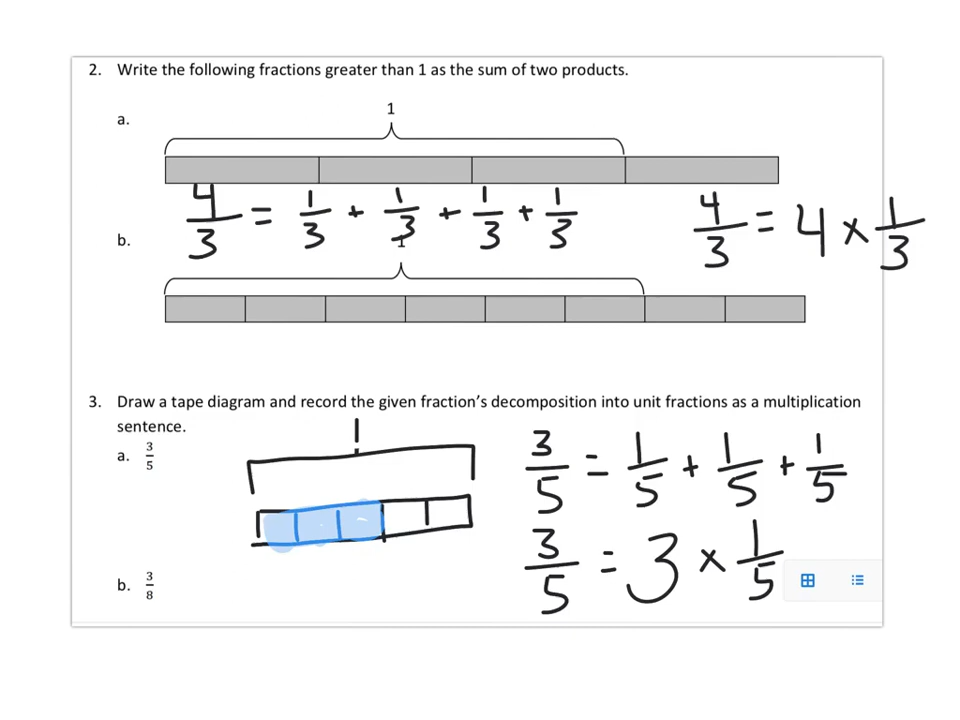 2. Write the following fractions greater than 1 as the sum of two products.
1
a.
4/3 = 1/3 + 1/3 + 1/3 + 1/3
4/3 = 4 × 1/3
b.
1
3. Draw a tape diagram and record the given fraction's decomposition into unit fractions as a multiplication
sentence.
a. 3/5
1
3/5 = 1/5 + 1/5 + 1/5
3/5 = 3 × 1/5
b. 3/8